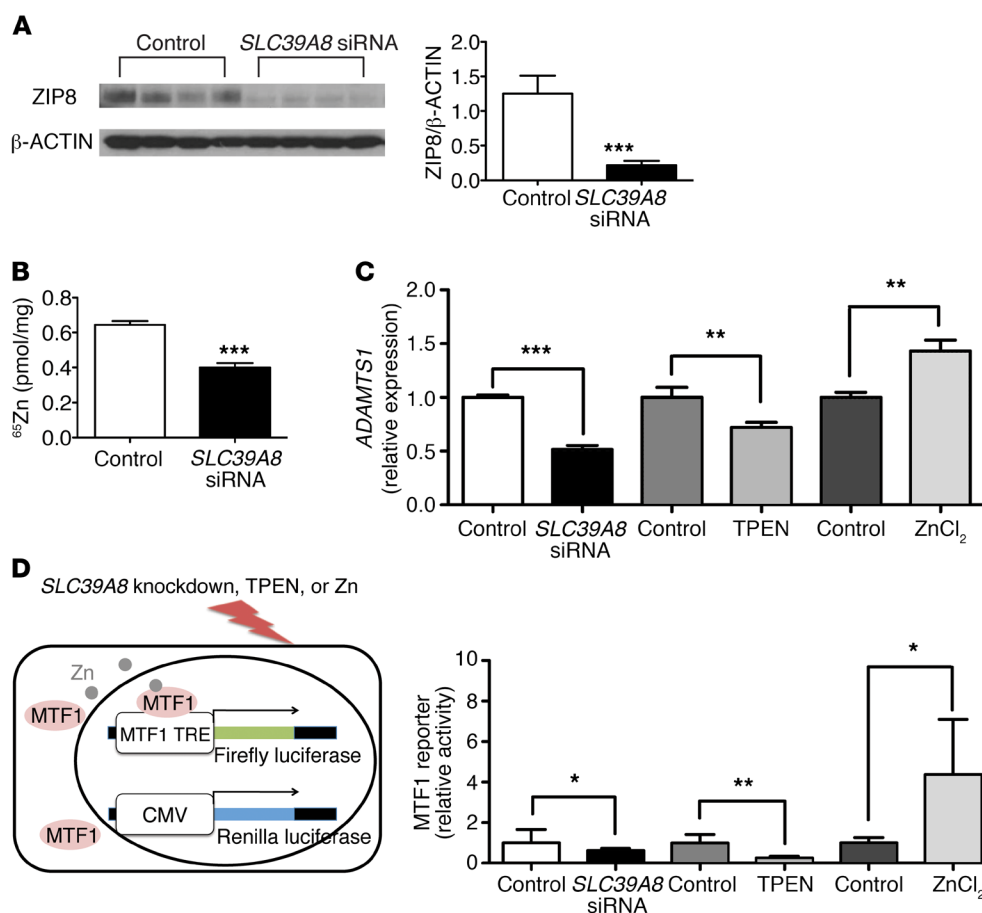 A
Control
SLC39A8 siRNA
ZIP8
β-ACTIN
ZIP8/β-ACTIN
2.0
1.5
1.0
0.5
0.0
***
Control
SLC39A8
siRNA
B
⁶⁵Zn (pmol/mg)
0.8
0.6
0.4
0.2
0.0
***
Control
SLC39A8
siRNA
C
ADAMTS1
(relative expression)
2.0
1.5
1.0
0.5
0.0
***
**
**
Control
SLC39A8
siRNA
Control
TPEN
Control
ZnCl₂
D
SLC39A8 knockdown, TPEN, or Zn
Zn
MTF1
MTF1
MTF1 TRE
Firefly luciferase
CMV
MTF1
Renilla luciferase
MTF1 reporter
(relative activity)
10
8
6
4
2
0
*
**
*
Control
SLC39A8
siRNA
Control
TPEN
Control
ZnCl₂